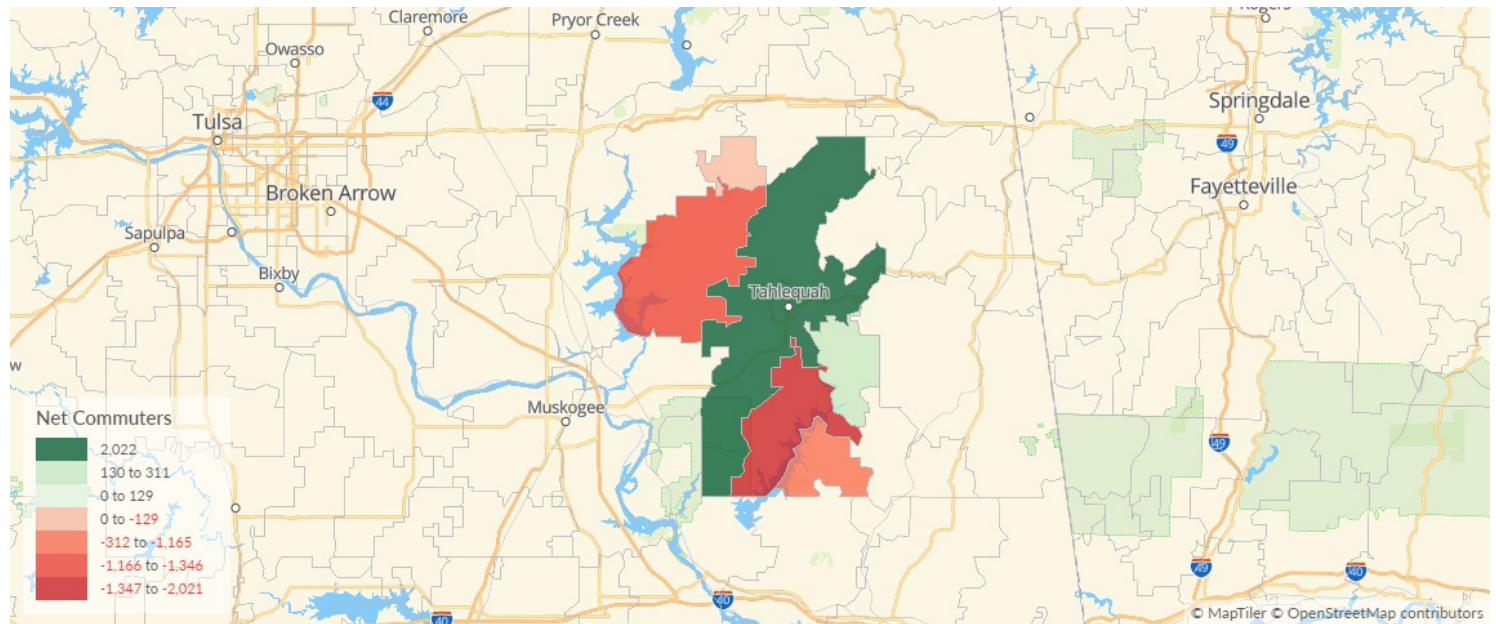 Claremore
Pryor Creek
Rogers
Owasso
44
Springdale
Tulsa
49
Broken Arrow
Fayetteville
Sapulpa
Bixby
Tahlequah
w
Muskogee
Net Commuters
2,022
130 to 311
0 to 129
0 to -129
-312 to -1,165
-1,166 to -1,346
-1,347 to -2,021
49
49
40
40
40
© MapTiler © OpenStreetMap contributors